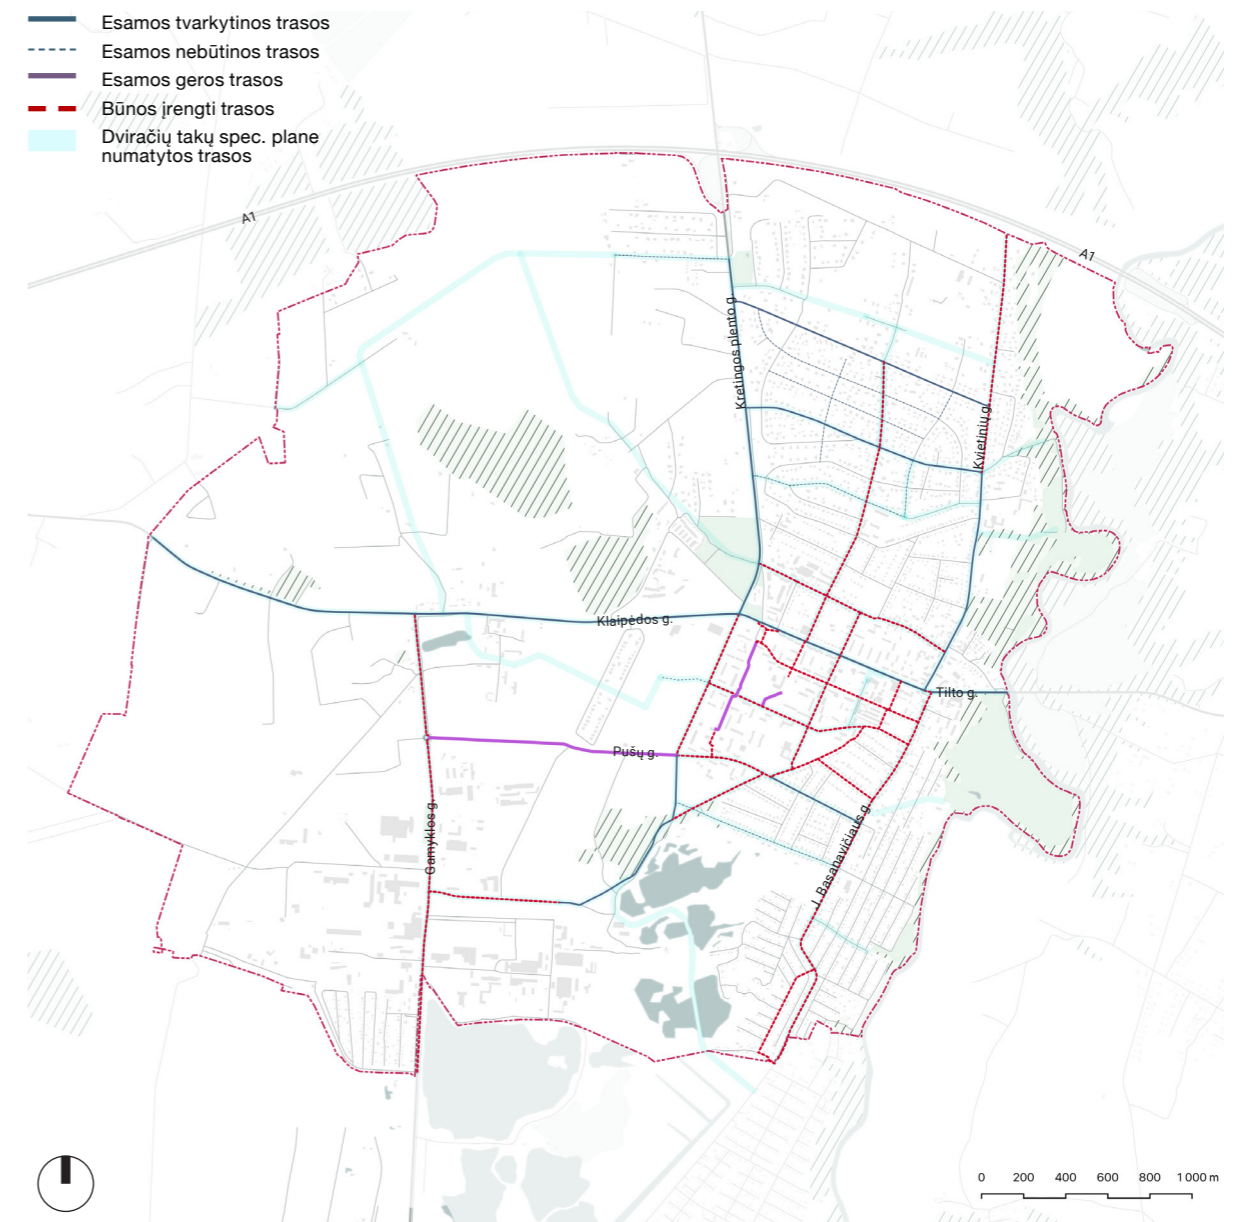 Esamos tvarkytinos trasos
Esamos nebūtinos trasos
Esamos geros trasos
Būnos įrengti trasos
Dviračių takų spec. plane
numatytos trasos
A1
A1
Kretingos plento g.
Kvietinių g.
Klaipėdos g.
Tilto g.
Pušų g.
Gamyklos g.
J. Basanavičiaus g.
0 200 400 600 800 1 000 m